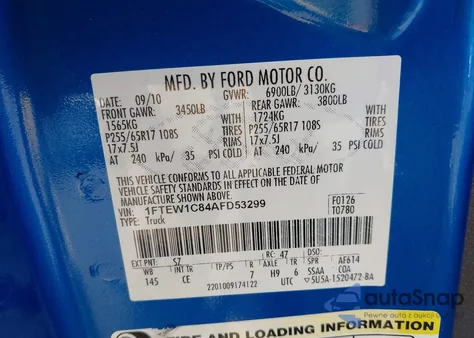 MFD. BY FORD MOTOR CO.
DATE: 09/10 GVWR: 6900LB/ 3130KG
FRONT GAWR: 3450LB REAR GAWR: 3800LB
1565KG WITH 1724KG WITH
P255/65R17 108S TIRES P255/65R17 108S TIRES
17x7.5J RIMS 17x7.5J RIMS
AT 240 kPa/ 35 PSI COLD AT 240 kPa/ 35 PSI COLD
THIS VEHICLE CONFORMS TO ALL APPLICABLE FEDERAL MOTOR
VEHICLE SAFETY STANDARDS IN EFFECT ON THE DATE OF MANUFACTURE
SHOWN ABOVE.
VIN: 1FTEW1C84AFD53299 F0126
TYPE: Truck T0780
EXT PNT: SZ RC: 47 DSO:
WB INT TR TP/PS R AXLE TR SPR AF614
145 CE 7 H9 6 SSAA COA
2201009174122 UTC 5U5A-1520472-BA
TIRE AND LOADING INFORMATION
autoSnap